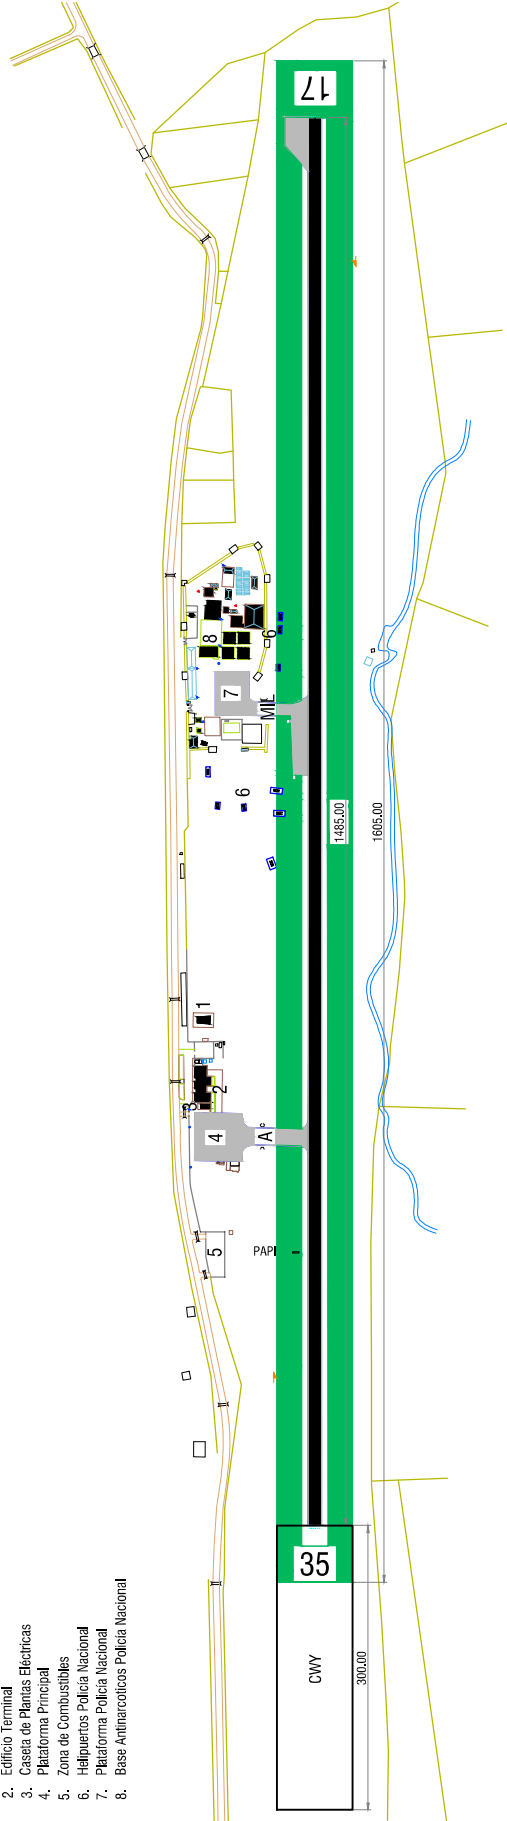 17
8
6
7
MIL
6
1485.00
1605.00
1
2
3
4
A
C
5
PAPI
35
CWY
300.00
2. Edificio Terminal
3. Caseta de Plantas Eléctricas
4. Plataforma Principal
5. Zona de Combustibles
6. Helipuertos Policía Nacional
7. Plataforma Policía Nacional
8. Base Antinarcoticos Policía Nacional